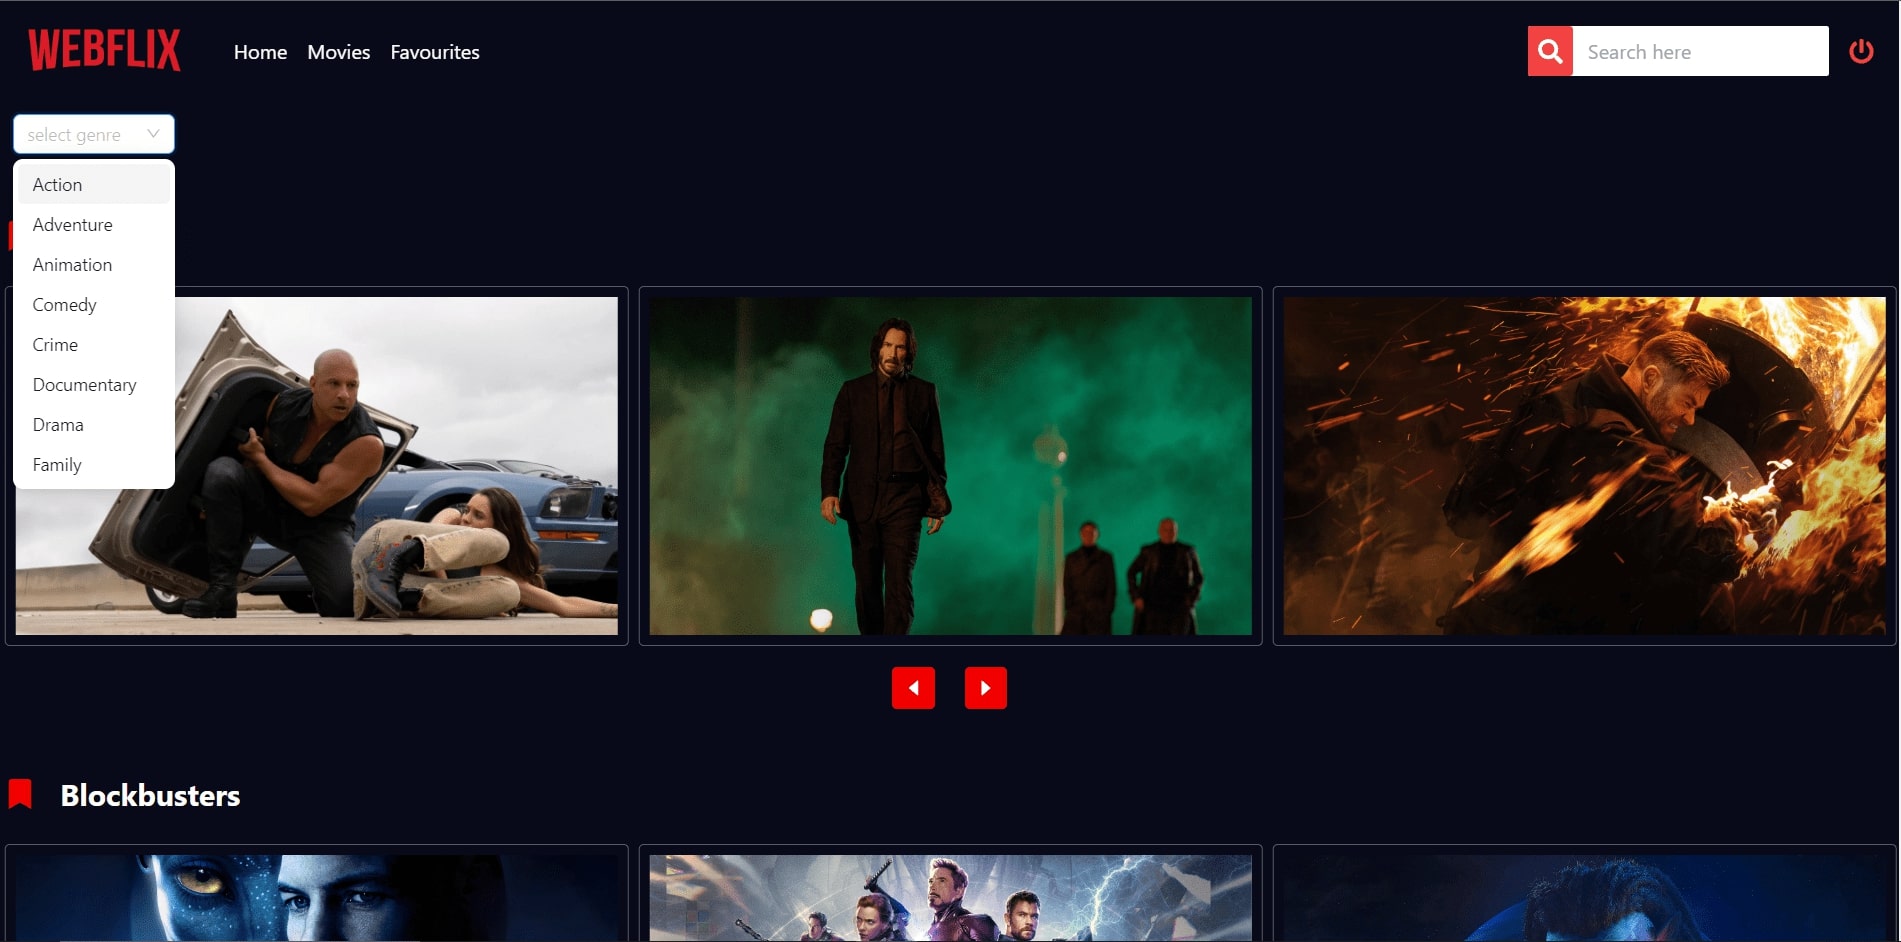 WEBFLIX
Home Movies Favourites
Search here
select genre
Action
Adventure
Animation
Comedy
Crime
Documentary
Drama
Family
Blockbusters